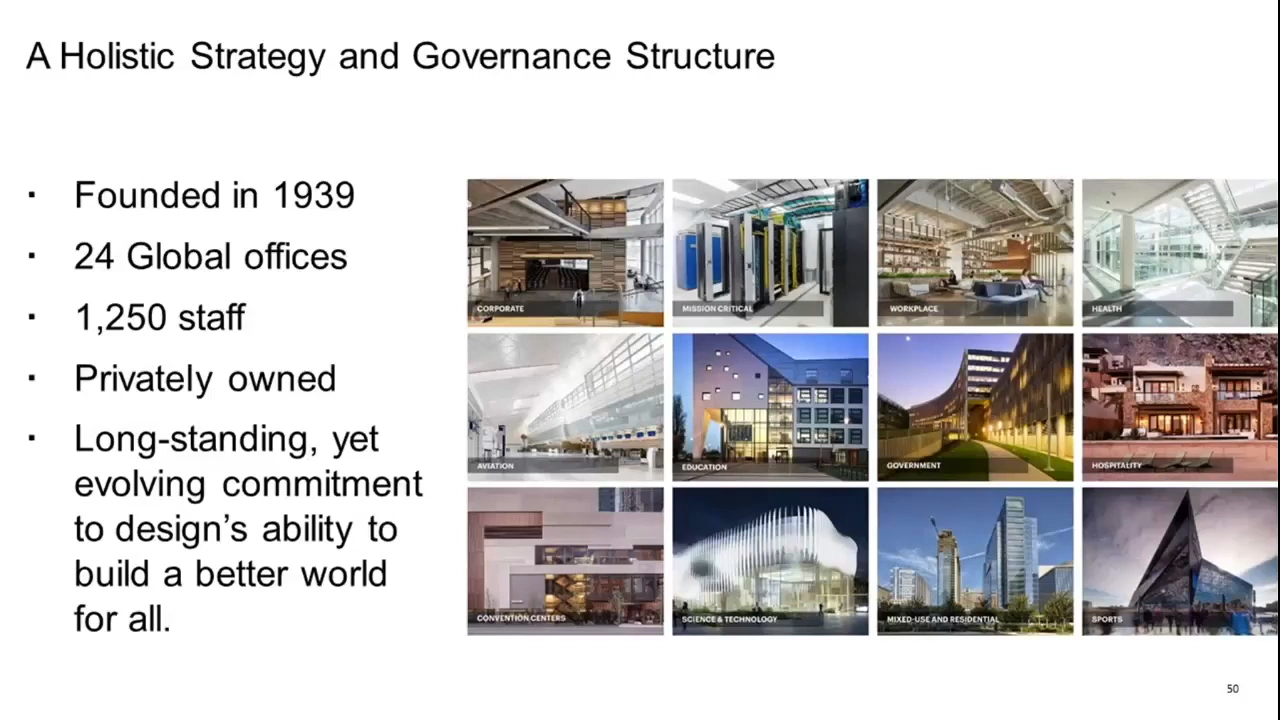 A Holistic Strategy and Governance Structure
▪ Founded in 1939
▪ 24 Global offices
▪ 1,250 staff
▪ Privately owned
▪ Long-standing, yet
evolving commitment
to design’s ability to
build a better world
for all.
CORPORATE
MISSION CRITICAL
WORKPLACE
HEALTH
AVIATION
EDUCATION
GOVERNMENT
HOSPITALITY
CONVENTION CENTERS
SCIENCE & TECHNOLOGY
MIXED-USE AND RESIDENTIAL
SPORTS
50